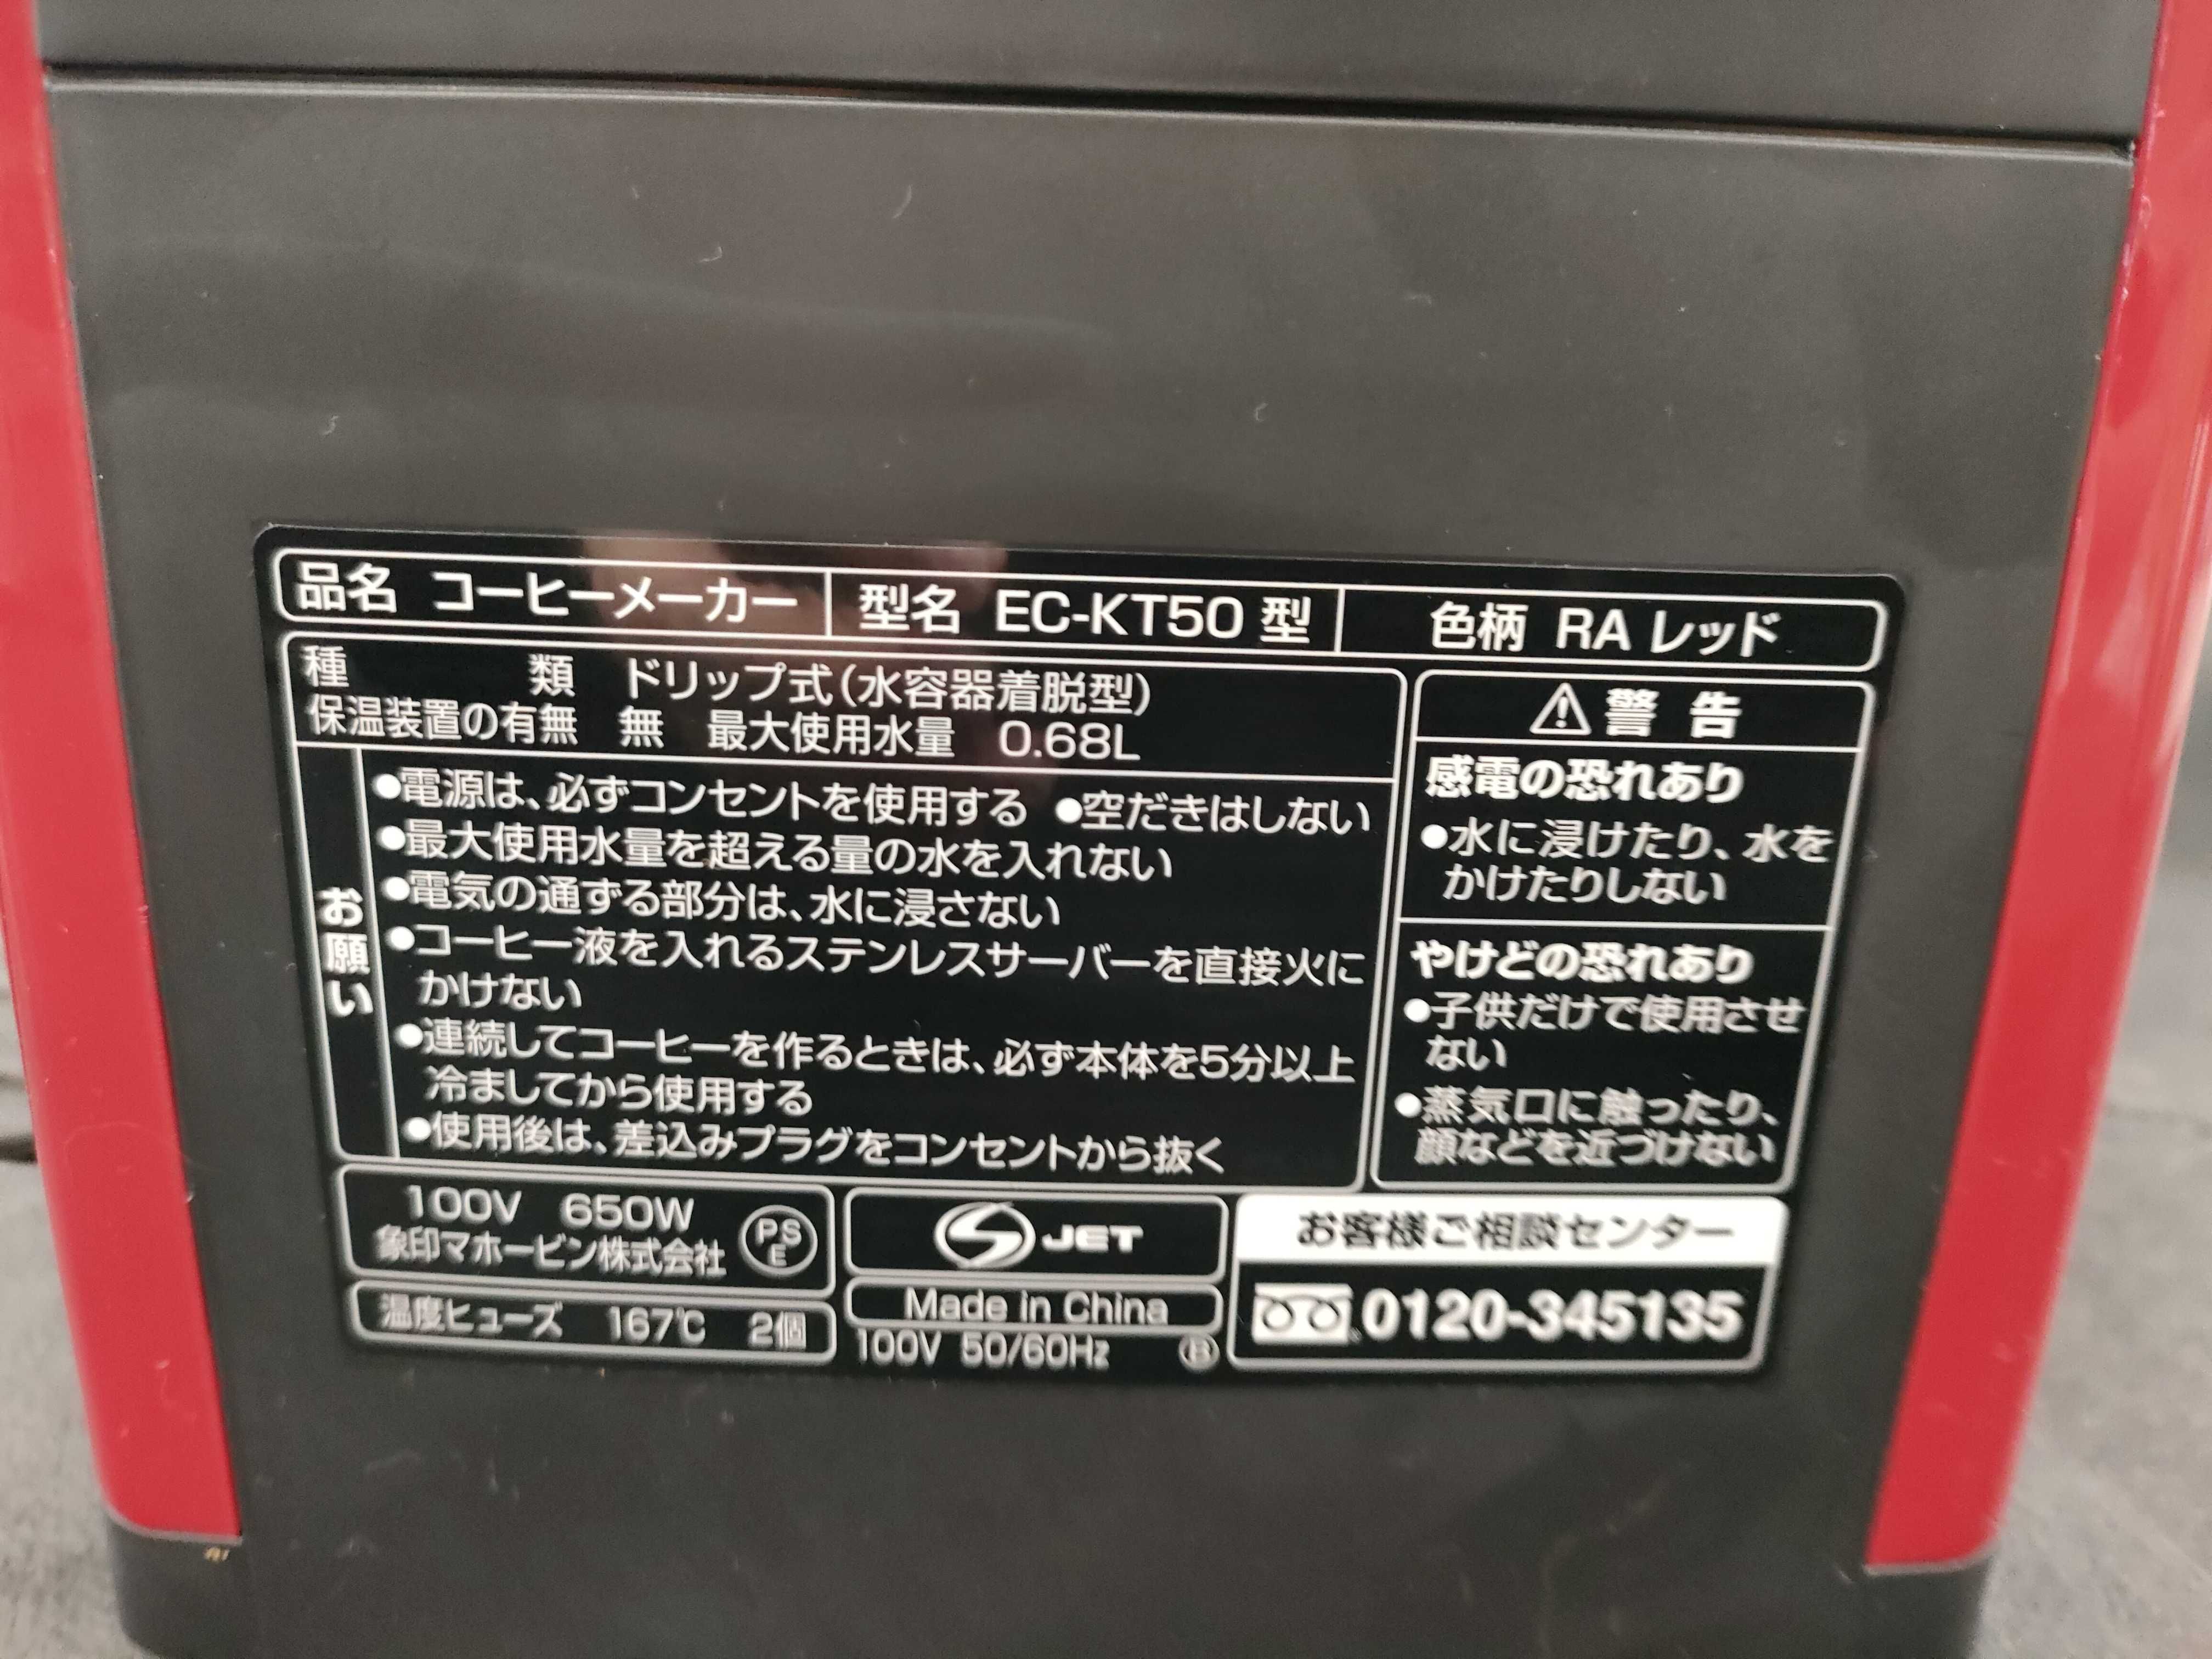 品名 コーヒーメーカー 型名 EC-KT50 型 色柄 RA レッド
種類 ドリップ式(水容器着脱型)
保温装置の有無 無 最大使用水量 0.68L
お願い
●電源は、必ずコンセントを使用する ●空だきはしない
●最大使用水量を超える量の水を入れない
●電気の通ずる部分は、水に浸さない
●コーヒー液を入れるステンレスサーバーを直接火に
かけない
●連続してコーヒーを作るときは、必ず本体を5分以上
冷ましてから使用する
●使用後は、差込みプラグをコンセントから抜く
⚠警告
感電の恐れあり
●水に浸けたり、水を
かけたりしない
やけどの恐れあり
●子供だけで使用させ
ない
●蒸気口に触ったり、
顔などを近づけない
100V 650W
象印マホービン株式会社
PSE
温度ヒューズ 167℃ 2個
JET
Made in China
100V 50/60Hz Ⓑ
お客様ご相談センター
0120-345135